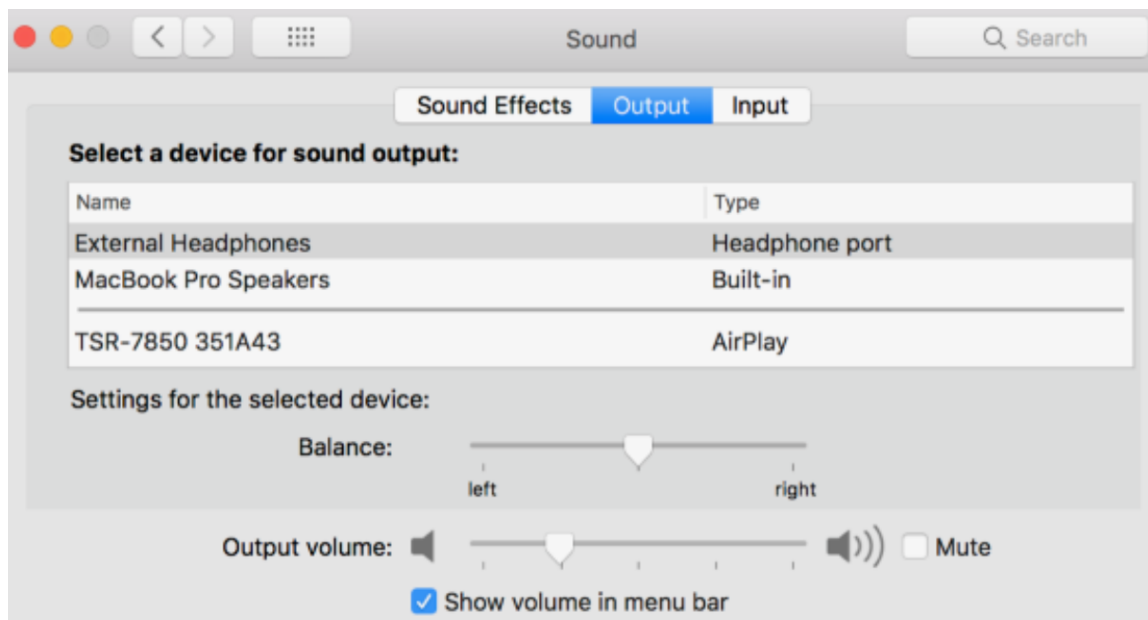 Sound
Search
Sound Effects Output Input
Select a device for sound output:
Name Type
External Headphones Headphone port
MacBook Pro Speakers Built-in
TSR-7850 351A43 AirPlay
Settings for the selected device:
Balance:
left right
Output volume: Mute
Show volume in menu bar